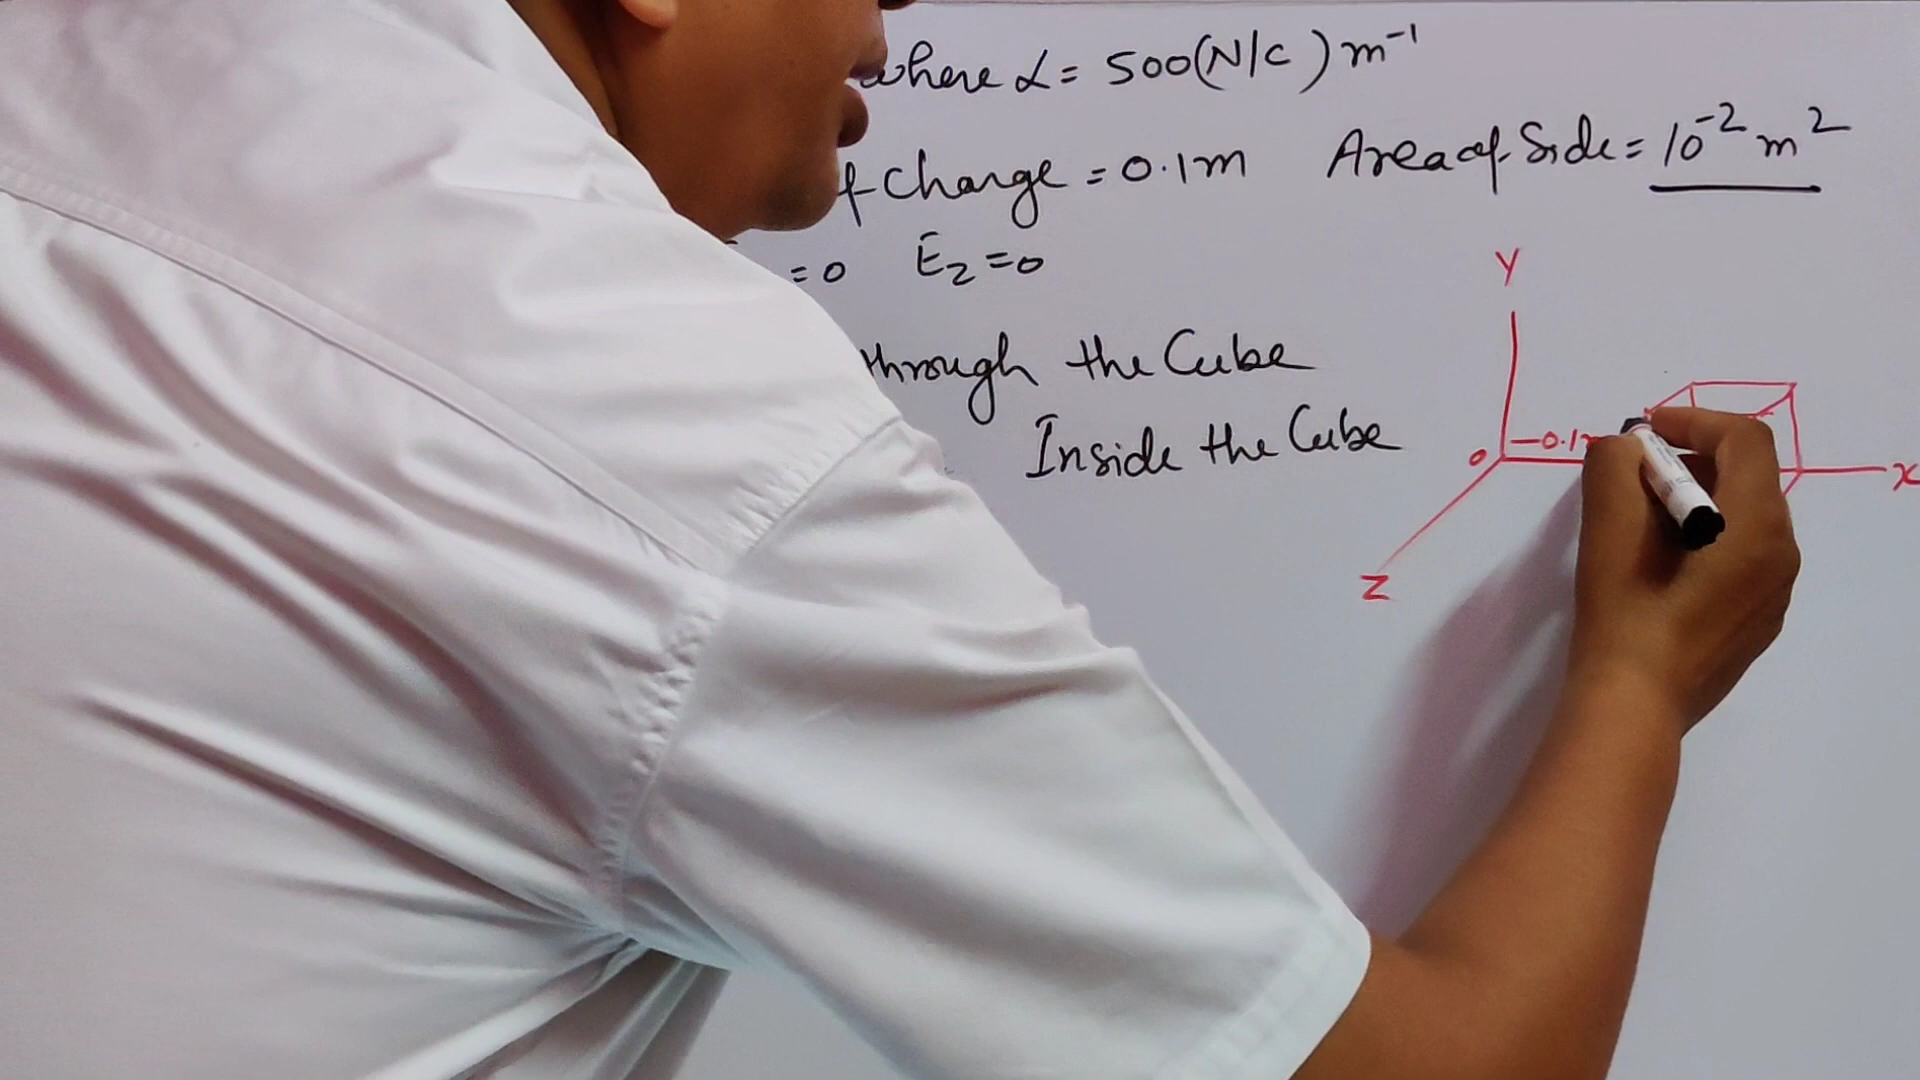 where α = 500(N/C) m⁻¹
f Charge = 0.1m Area of Side = 10⁻² m²
= 0 E₂ = 0
through the Cube
Inside the Cube
Y
0.1
O
X
Z